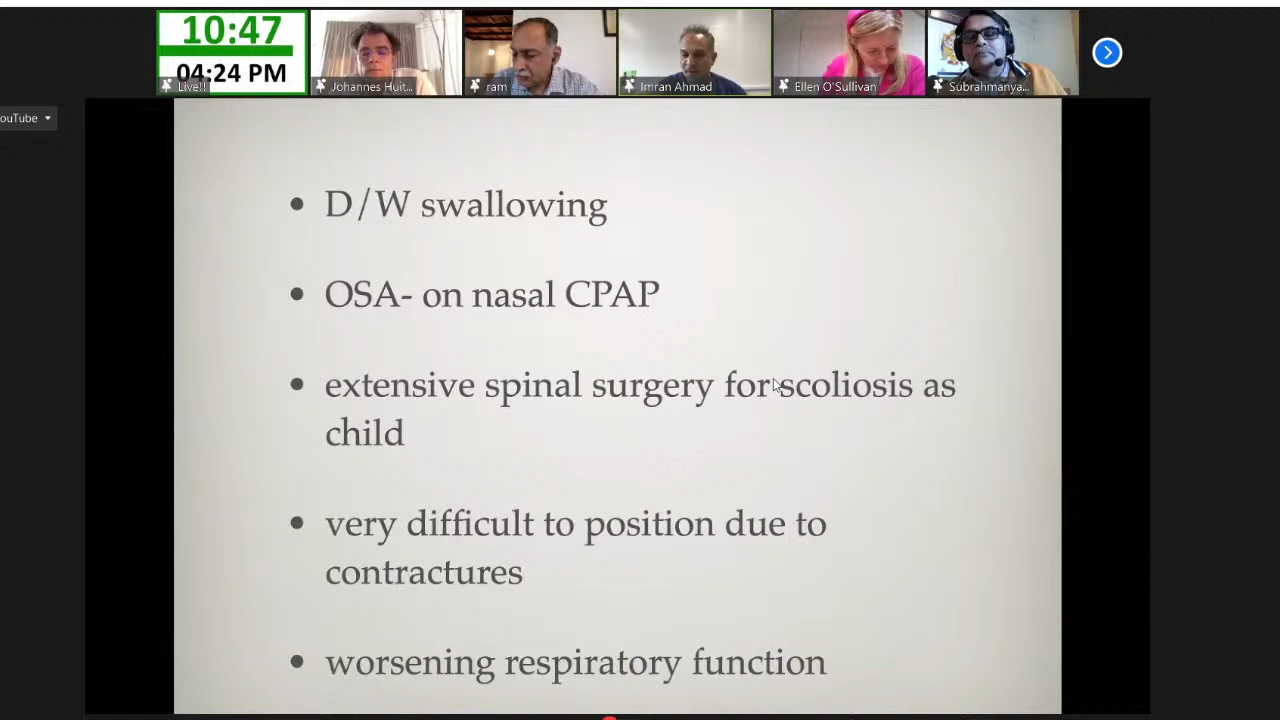 10:47
04:24 PM
Live!!
Johannes Huit...
ram
Imran Ahmad
Ellen O'Sullivan
Subrahmanya...
ouTube
• D/W swallowing
• OSA- on nasal CPAP
• extensive spinal surgery for scoliosis as
child
• very difficult to position due to
contractures
• worsening respiratory function